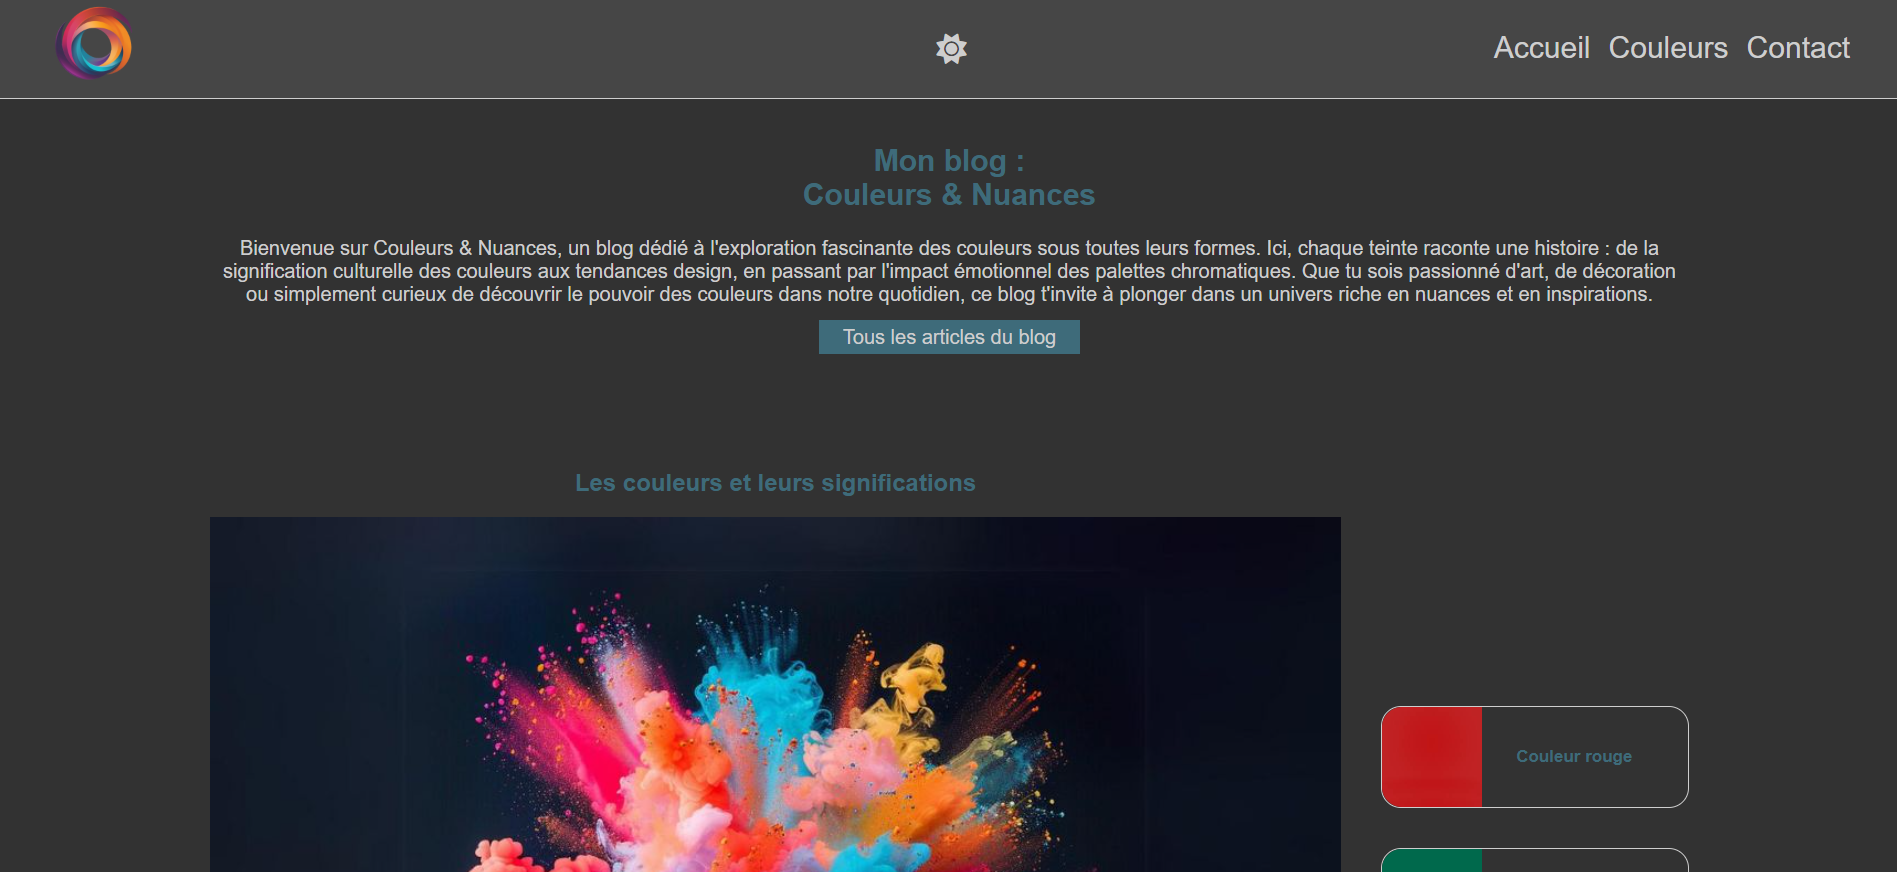 Accueil Couleurs Contact
Mon blog :
Couleurs & Nuances
Bienvenue sur Couleurs & Nuances, un blog dédié à l'exploration fascinante des couleurs sous toutes leurs formes. Ici, chaque teinte raconte une histoire : de la
signification culturelle des couleurs aux tendances design, en passant par l'impact émotionnel des palettes chromatiques. Que tu sois passionné d'art, de décoration
ou simplement curieux de découvrir le pouvoir des couleurs dans notre quotidien, ce blog t'invite à plonger dans un univers riche en nuances et en inspirations.
Tous les articles du blog
Les couleurs et leurs significations
Couleur rouge